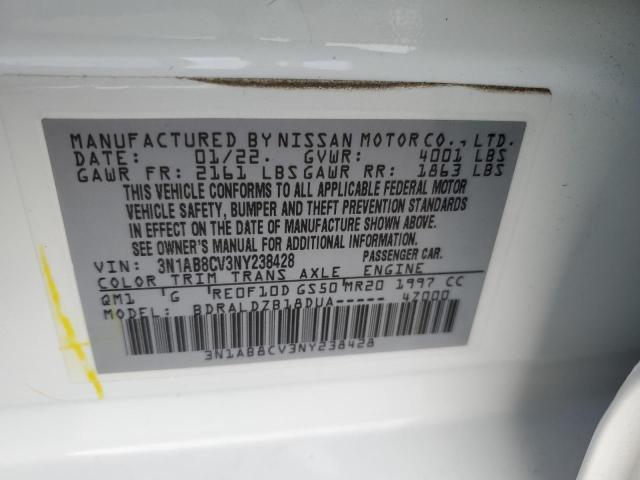 MANUFACTURED BY NISSAN MOTOR CO., LTD.
DATE: 01/22. GVWR: 4001 LBS
GAWR FR: 2161 LBS GAWR RR: 1863 LBS
THIS VEHICLE CONFORMS TO ALL APPLICABLE FEDERAL MOTOR
VEHICLE SAFETY, BUMPER AND THEFT PREVENTION STANDARDS
IN EFFECT ON THE DATE OF MANUFACTURE SHOWN ABOVE.
SEE OWNER'S MANUAL FOR ADDITIONAL INFORMATION.
VIN: 3N1AB8CV3NY238428 PASSENGER CAR.
COLOR TRIM TRANS AXLE ENGINE
QM1 'G RE0F10D GS50 MR20 1997 CC
MODEL: BDRALDZB18DUA----- 47000
3N1AB8CV3NY238428